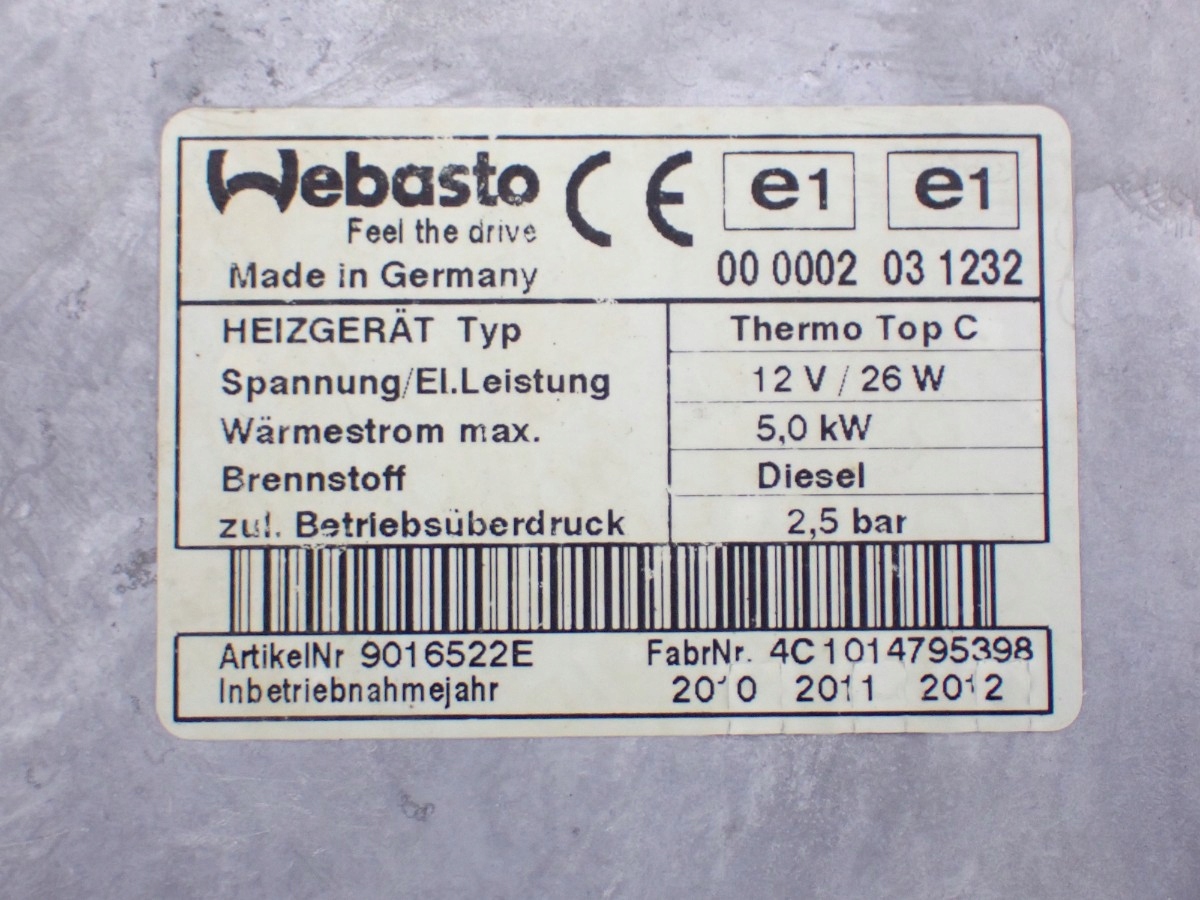 Webasto
Feel the drive
Made in Germany
CE e1 e1
00 0002 03 1232
HEIZGERÄT Typ Thermo Top C
Spannung/El.Leistung 12 V / 26 W
Wärmestrom max. 5,0 kW
Brennstoff Diesel
zul. Betriebsüberdruck 2,5 bar
ArtikelNr 9016522E FabrNr. 4C1014795398
Inbetriebnahmejahr 2010 2011 2012